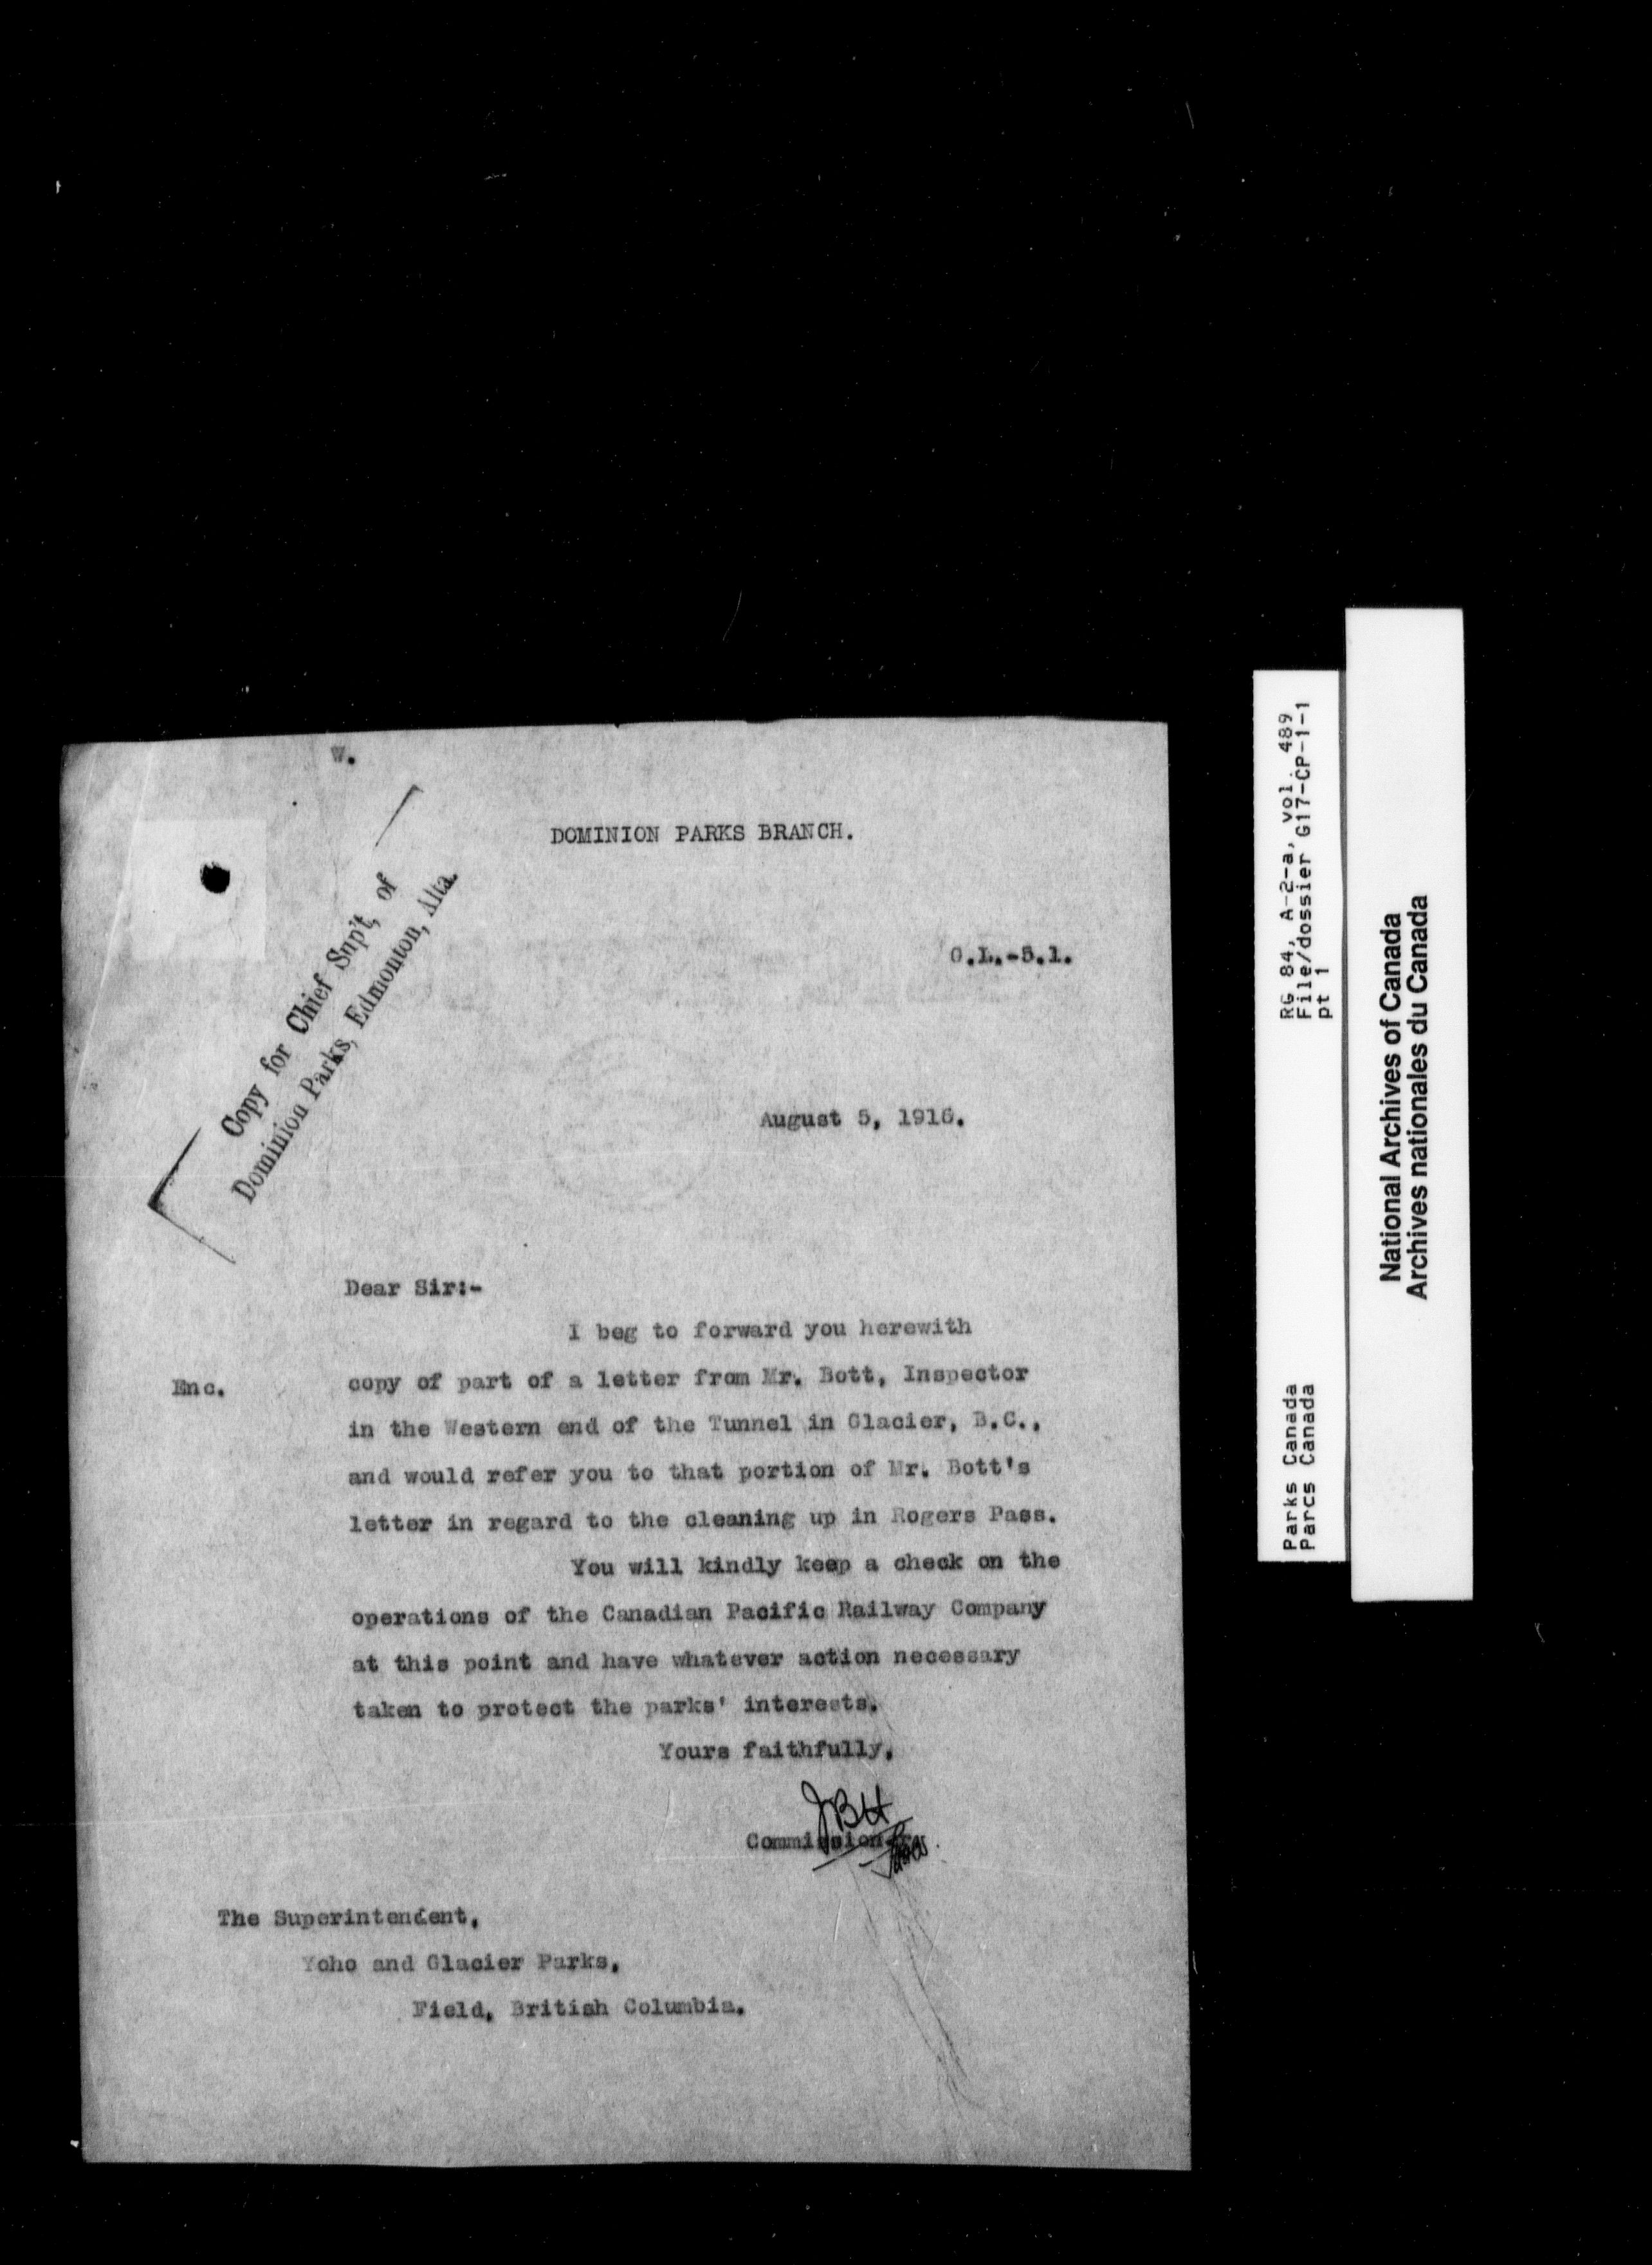 W.
DOMINION PARKS BRANCH.
Copy for Chief Sup't, of
Dominion Parks, Edmonton, Alta.
G.L.-5.1.
August 5, 1916.
Dear Sir:-
I beg to forward you herewith
Enc. copy of part of a letter from Mr. Bott, Inspector
in the Western end of the Tunnel in Glacier, B.C.,
and would refer you to that portion of Mr. Bott's
letter in regard to the cleaning up in Rogers Pass.
You will kindly keep a check on the
operations of the Canadian Pacific Railway Company
at this point and have whatever action necessary
taken to protect the parks' interests.
Yours faithfully,
JBH
Commissioner.
The Superintendent,
Yoho and Glacier Parks,
Field, British Columbia.
RG 84, A-2-a, vol. 489
File/dossier G17-CP-1-1
pt 1
Parks Canada
Parcs Canada
National Archives of Canada
Archives nationales du Canada